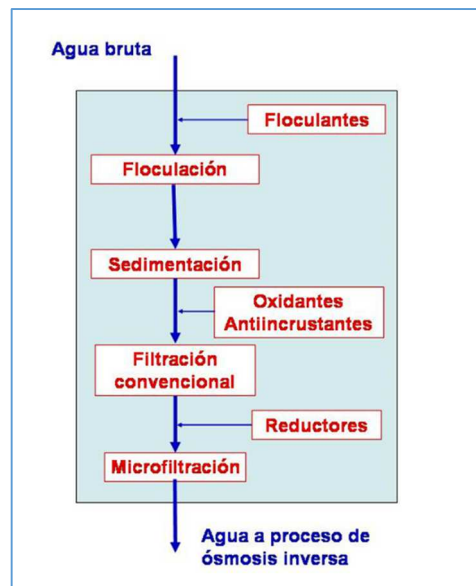 Agua bruta
Floculantes
Floculación
Sedimentación
Oxidantes
Antiincrustantes
Filtración
convencional
Reductores
Microfiltración
Agua a proceso de
ósmosis inversa